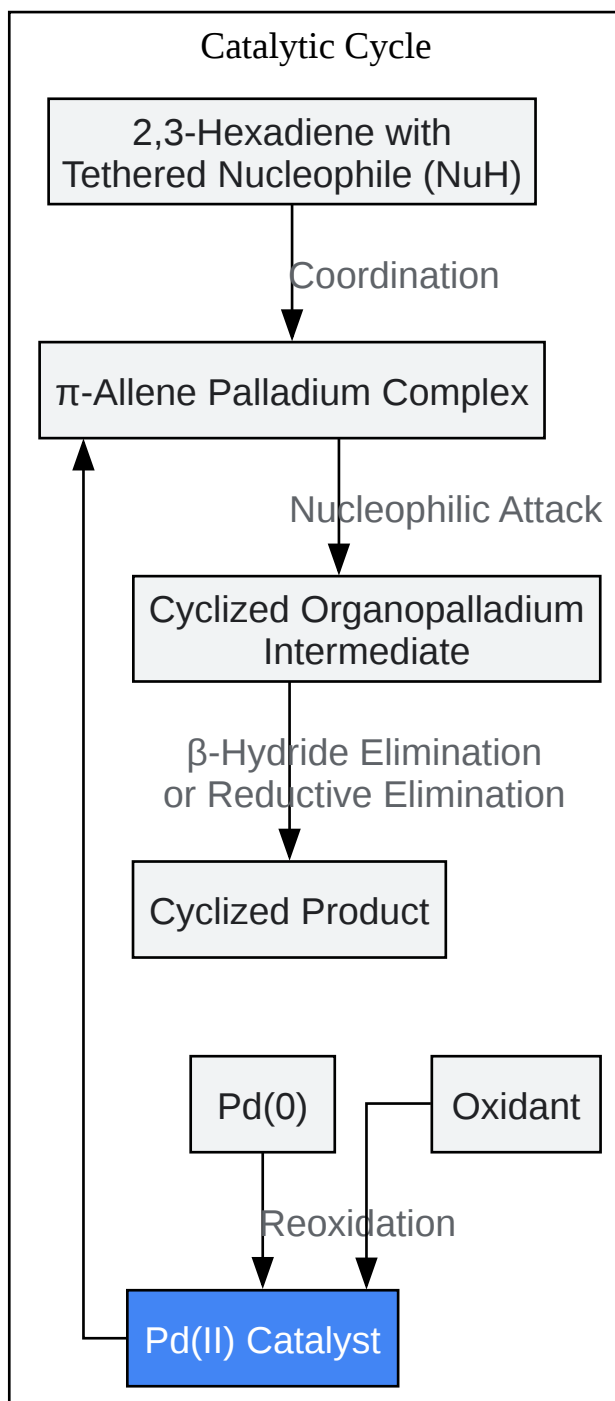 Catalytic Cycle
2,3-Hexadiene with
Tethered Nucleophile (NuH)
Coordination
π-Allene Palladium Complex
Nucleophilic Attack
Cyclized Organopalladium
Intermediate
β-Hydride Elimination
or Reductive Elimination
Cyclized Product
Pd(0)
Oxidant
Reoxidation
Pd(II) Catalyst